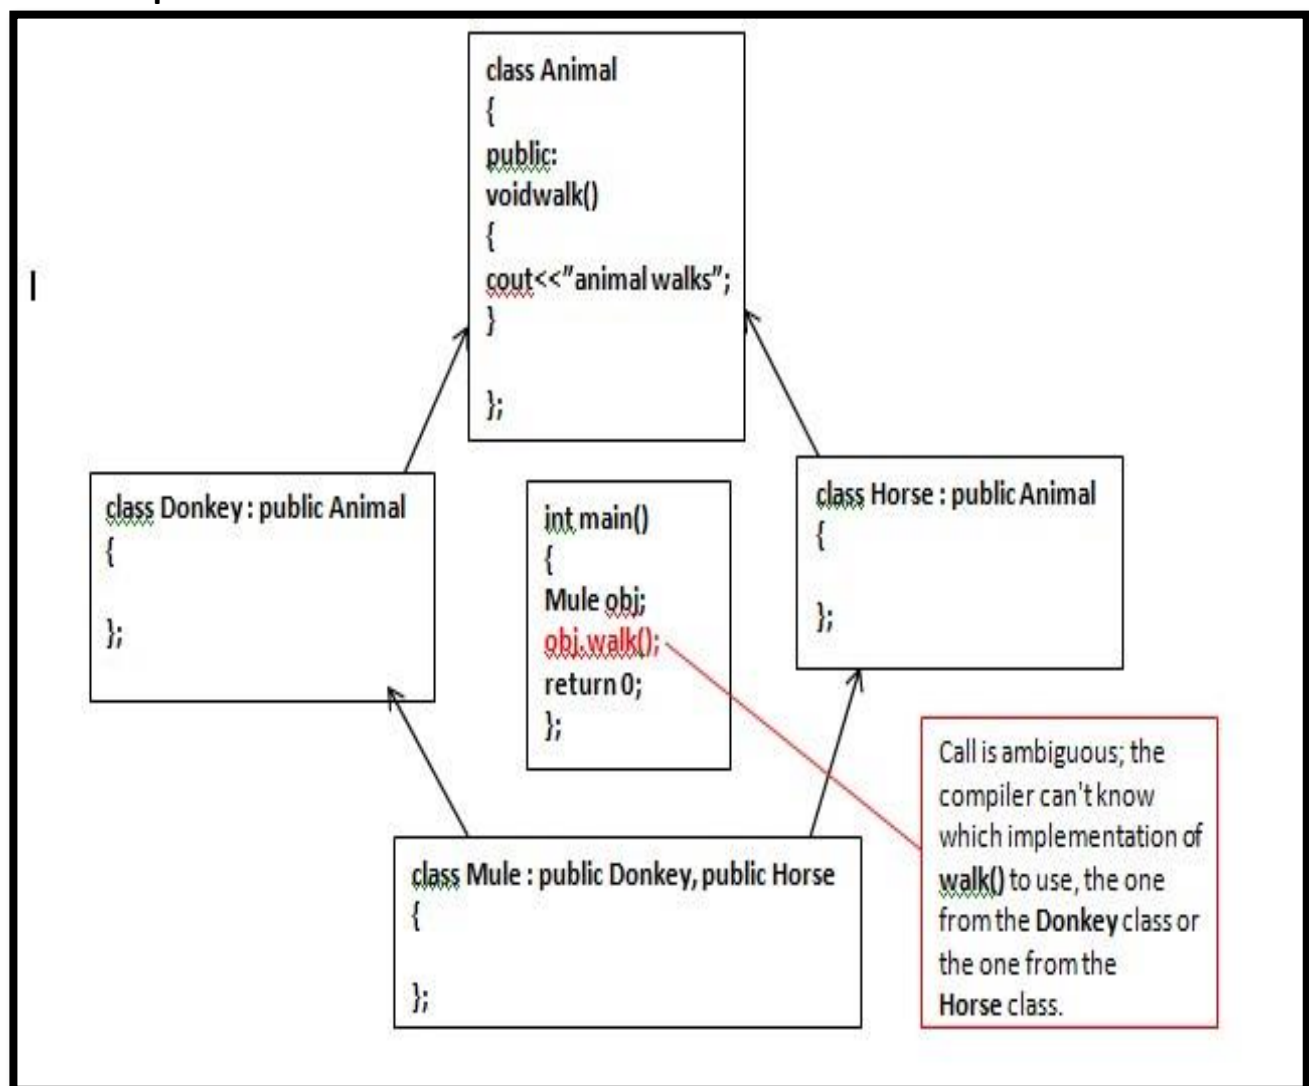 class Animal
{
public:
voidwalk()
{
cout<<"animal walks";
}
};
class Donkey : public Animal
{
};
int main()
{
Mule obj;
obj.walk();
return 0;
};
class Horse : public Animal
{
};
Call is ambiguous; the
compiler can't know
which implementation of
walk() to use, the one
from the Donkey class or
the one from the
Horse class.
class Mule : public Donkey, public Horse
{
};